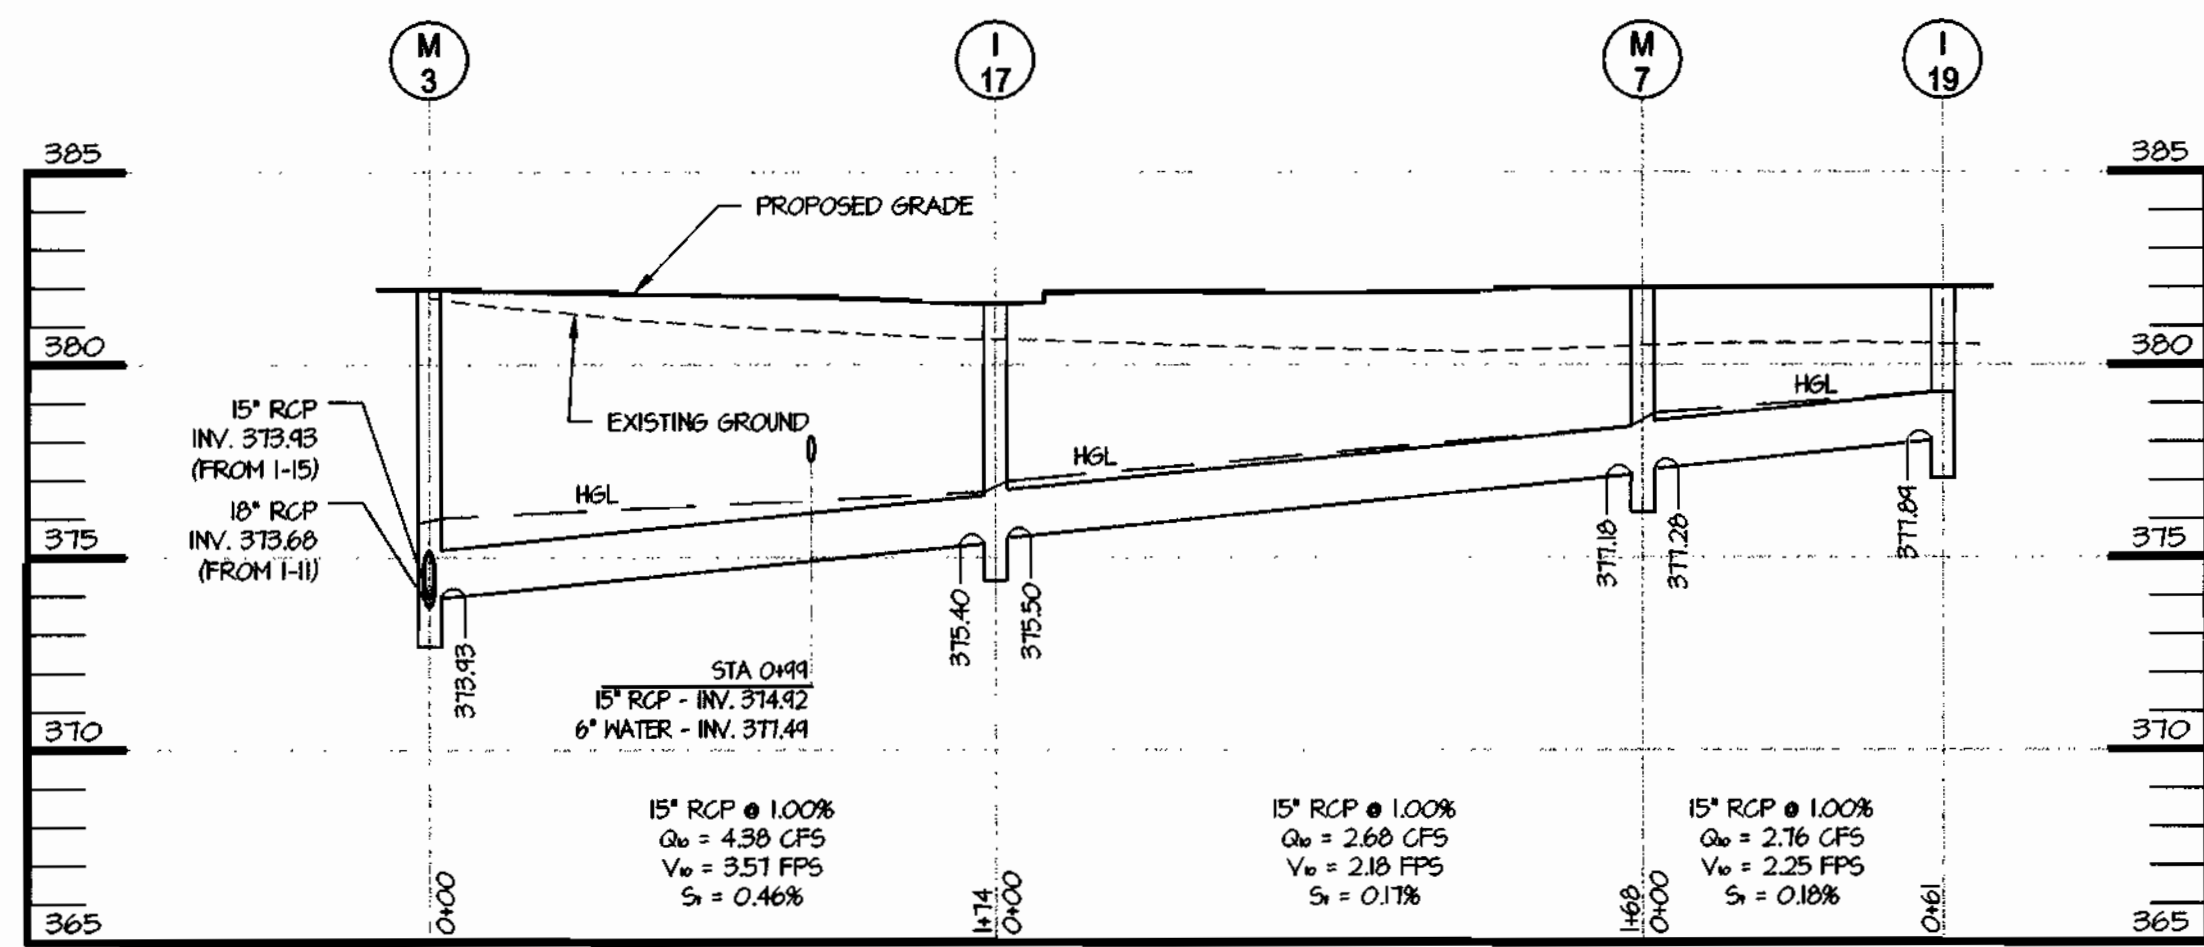 M
3
I
17
M
7
I
19
385
385
PROPOSED GRADE
380
380
HGL
15" RCP
INV. 373.93
(FROM I-15)
EXISTING GROUND
HGL
HGL
18" RCP
INV. 373.68
(FROM I-11)
375
375
373.93
375.40
375.50
377.18
377.28
377.89
STA 0+99
15" RCP - INV. 374.92
6" WATER - INV. 377.49
370
370
15" RCP @ 1.00%
Q₁₀ = 4.38 CFS
V₁₀ = 3.57 FPS
Sf = 0.46%
15" RCP @ 1.00%
Q₁₀ = 2.68 CFS
V₁₀ = 2.18 FPS
Sf = 0.17%
15" RCP @ 1.00%
Q₁₀ = 2.76 CFS
V₁₀ = 2.25 FPS
Sf = 0.18%
365
0+00
1+74
0+00
1+68
0+00
0+61
365